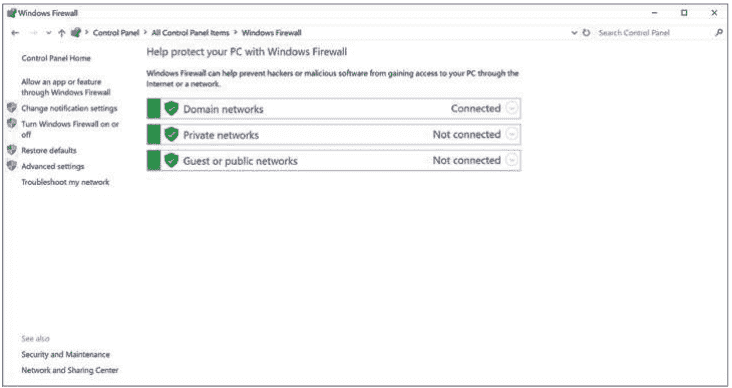 Windows Firewall
Control Panel > All Control Panel Items > Windows Firewall
Search Control Panel
Control Panel Home
Allow an app or feature
through Windows Firewall
Change notification settings
Turn Windows Firewall on or
off
Restore defaults
Advanced settings
Troubleshoot my network
Help protect your PC with Windows Firewall
Windows Firewall can help prevent hackers or malicious software from gaining access to your PC through the
Internet or a network.
Domain networks Connected
Private networks Not connected
Guest or public networks Not connected
See also
Security and Maintenance
Network and Sharing Center